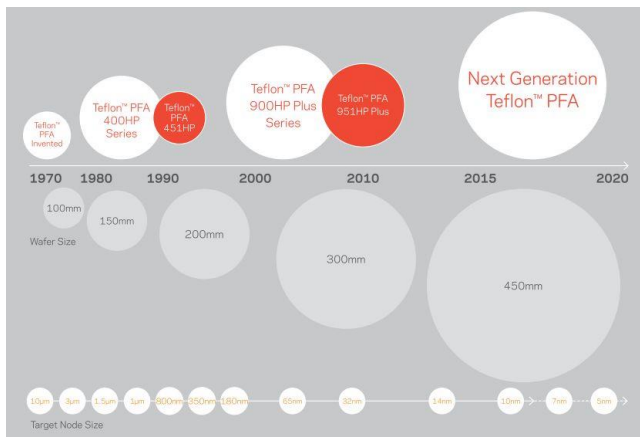 Teflon™
PFA
Invented
Teflon™ PFA
400HP
Series
Teflon™
PFA
451HP
Teflon™ PFA
900HP Plus
Series
Teflon™ PFA
951HP Plus
Next Generation
Teflon™ PFA
1970 1980 1990 2000 2010 2015 2020
100mm
150mm
200mm
300mm
450mm
Wafer Size
10µm 3µm 1.5µm 1µm 800nm 350nm 180nm 65nm 32nm 14nm 10nm 7nm 5nm
Target Node Size